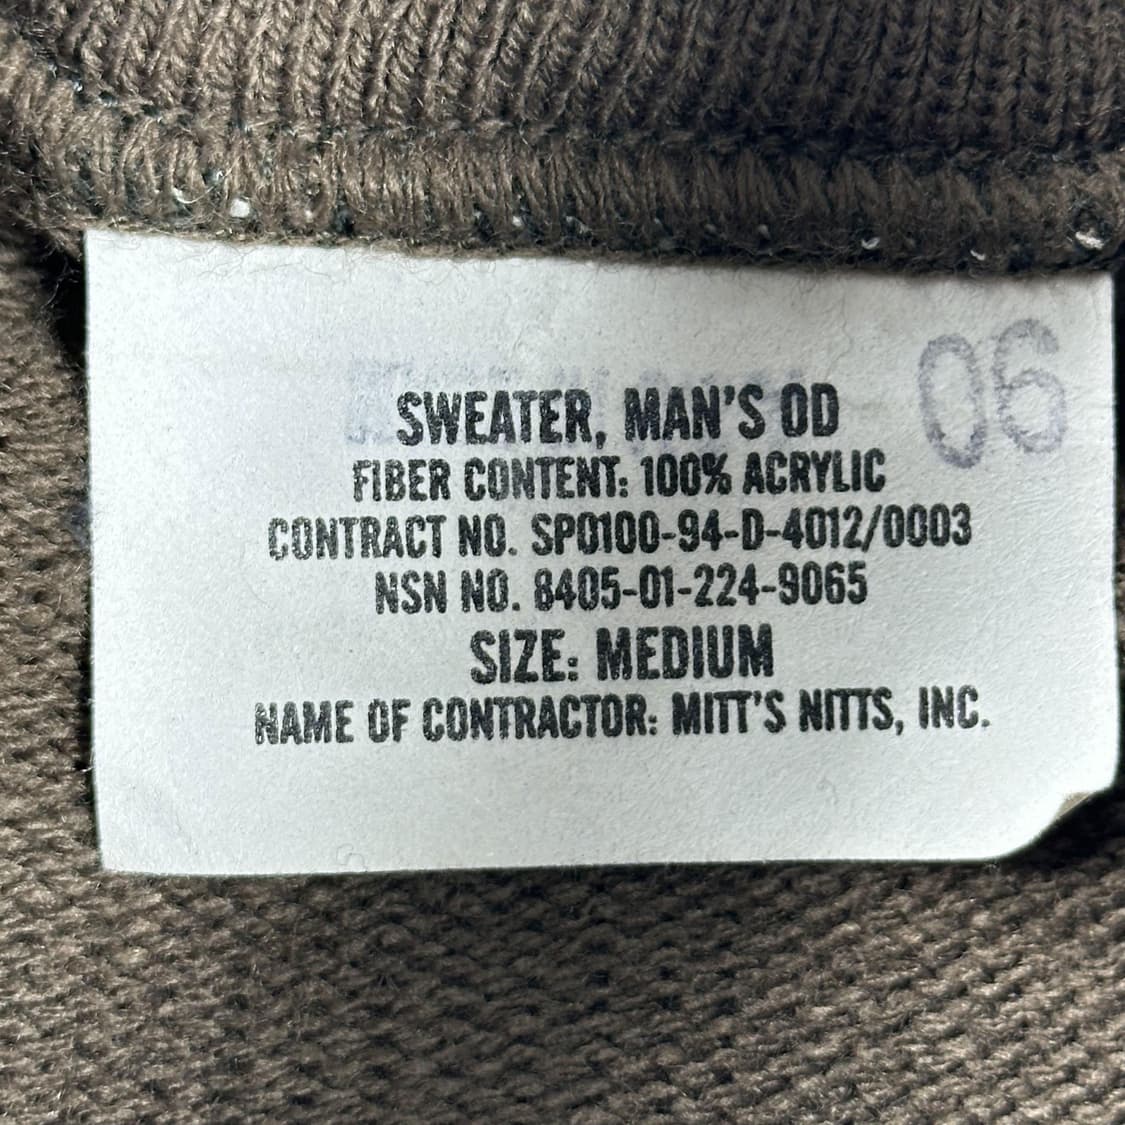 06
SWEATER, MAN'S OD
FIBER CONTENT: 100% ACRYLIC
CONTRACT NO. SP0100-94-D-4012/0003
NSN NO. 8405-01-224-9065
SIZE: MEDIUM
NAME OF CONTRACTOR: MITT'S NITTS, INC.